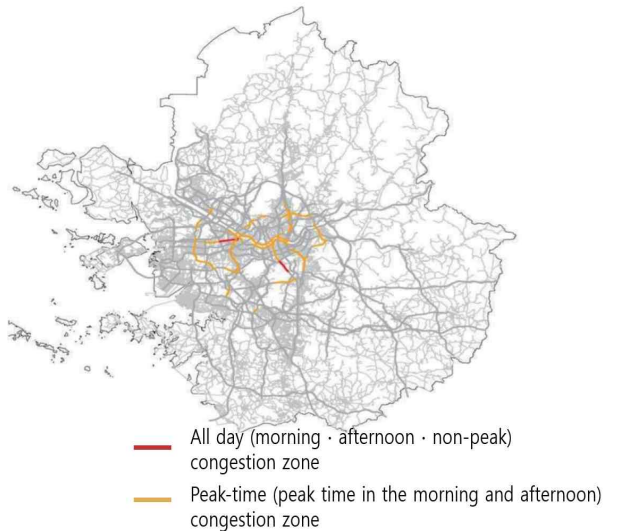 All day (morning · afternoon · non-peak)
congestion zone
Peak-time (peak time in the morning and afternoon)
congestion zone